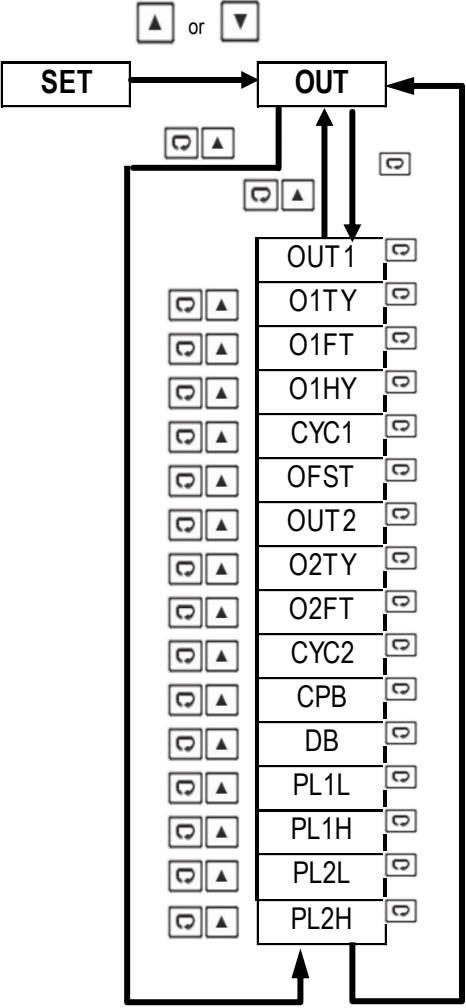 or
SET OUT
OUT1
O1TY
O1FT
O1HY
CYC1
OFST
OUT2
O2TY
O2FT
CYC2
CPB
DB
PL1L
PL1H
PL2L
PL2H